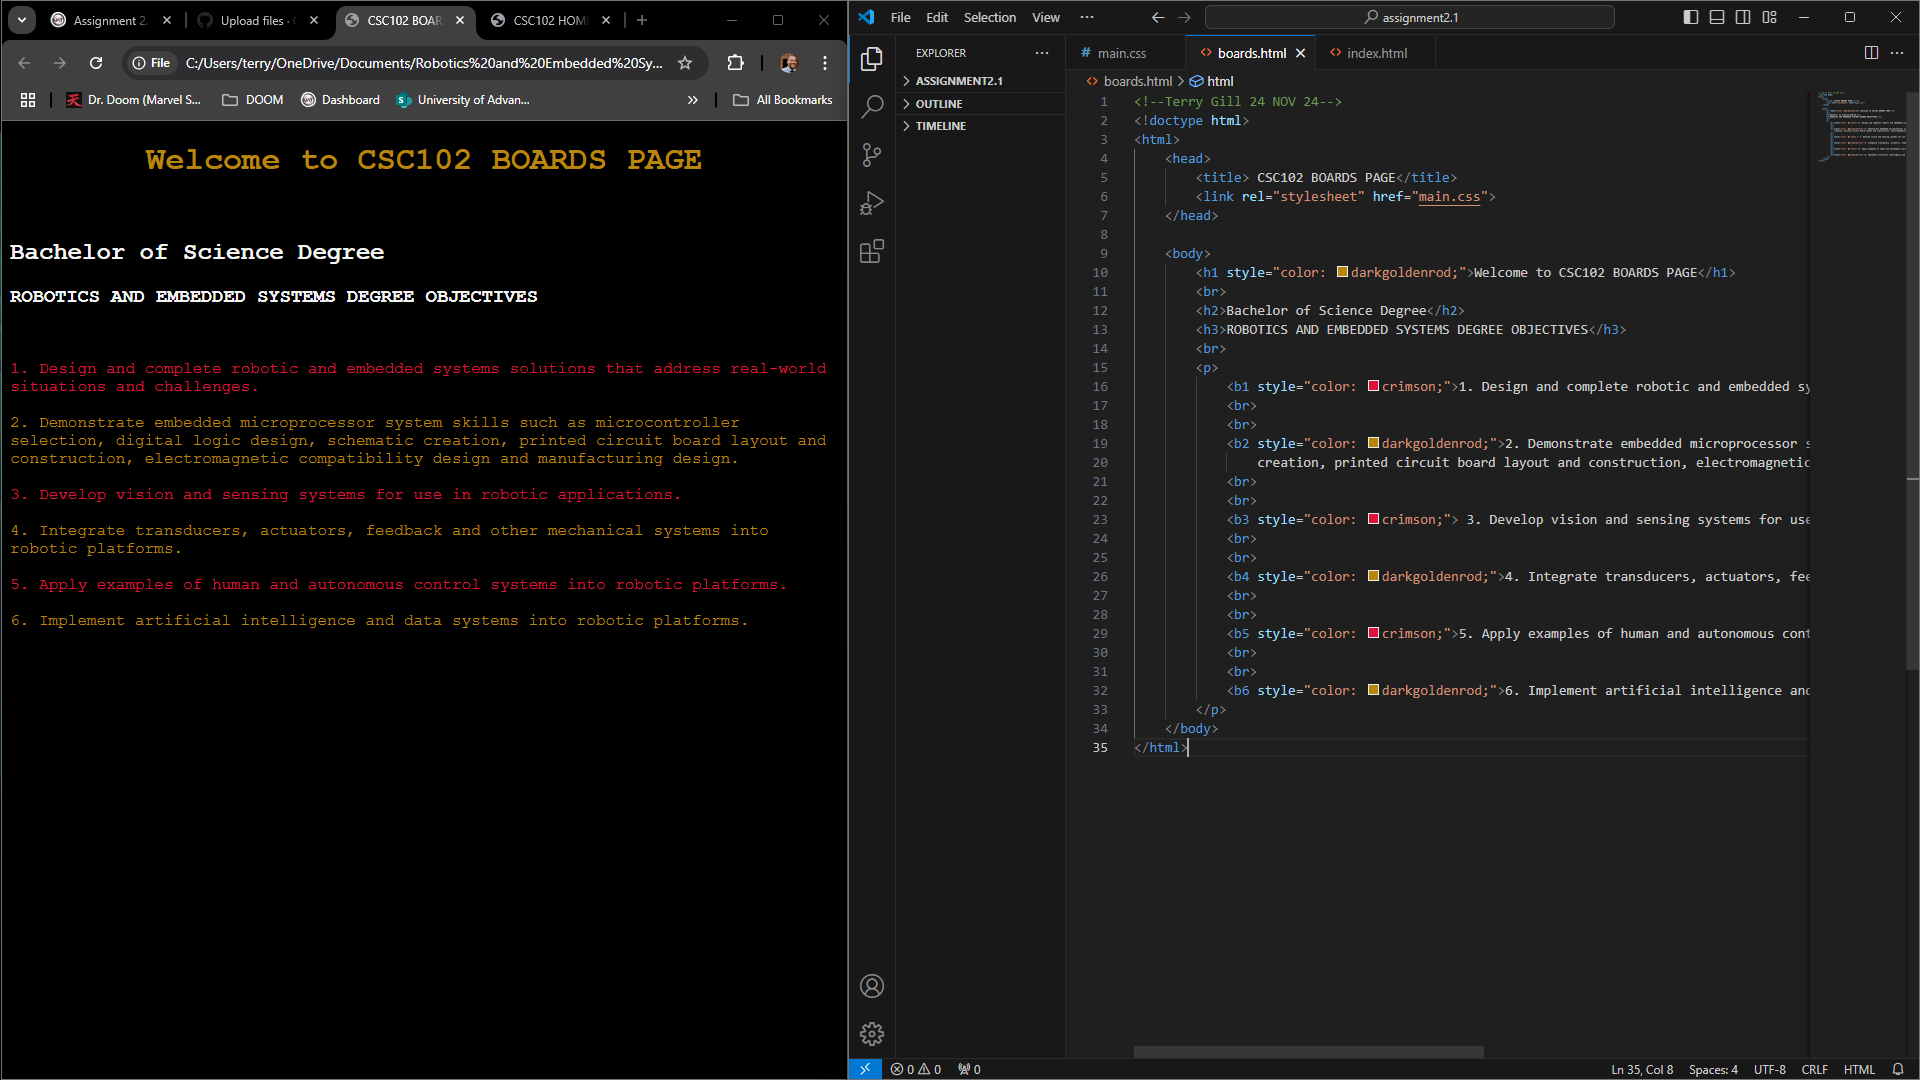 Assignment 2.
Upload files ·
CSC102 BOAR
CSC102 HOM
File
C:/Users/terry/OneDrive/Documents/Robotics%20and%20Embedded%20Sy...
Dr. Doom (Marvel S...
DOOM
Dashboard
University of Advan...
All Bookmarks
Welcome to CSC102 BOARDS PAGE
Bachelor of Science Degree
ROBOTICS AND EMBEDDED SYSTEMS DEGREE OBJECTIVES
1. Design and complete robotic and embedded systems solutions that address real-world
situations and challenges.
2. Demonstrate embedded microprocessor system skills such as microcontroller
selection, digital logic design, schematic creation, printed circuit board layout and
construction, electromagnetic compatibility design and manufacturing design.
3. Develop vision and sensing systems for use in robotic applications.
4. Integrate transducers, actuators, feedback and other mechanical systems into
robotic platforms.
5. Apply examples of human and autonomous control systems into robotic platforms.
6. Implement artificial intelligence and data systems into robotic platforms.
File Edit Selection View ···
assignment2.1
EXPLORER ···
ASSIGNMENT2.1
OUTLINE
TIMELINE
# main.css
<> boards.html
<> index.html
<> boards.html > html
1 <!--Terry Gill 24 NOV 24-->
2 <!doctype html>
3 <html>
4 <head>
5 <title> CSC102 BOARDS PAGE</title>
6 <link rel="stylesheet" href="main.css">
7 </head>
8
9 <body>
10 <h1 style="color: darkgoldenrod;">Welcome to CSC102 BOARDS PAGE</h1>
11 <br>
12 <h2>Bachelor of Science Degree</h2>
13 <h3>ROBOTICS AND EMBEDDED SYSTEMS DEGREE OBJECTIVES</h3>
14 <br>
15 <p>
16 <b1 style="color: crimson;">1. Design and complete robotic and embedded sy
17 <br>
18 <br>
19 <b2 style="color: darkgoldenrod;">2. Demonstrate embedded microprocessor s
20 creation, printed circuit board layout and construction, electromagnetic
21 <br>
22 <br>
23 <b3 style="color: crimson;"> 3. Develop vision and sensing systems for use
24 <br>
25 <br>
26 <b4 style="color: darkgoldenrod;">4. Integrate transducers, actuators, fee
27 <br>
28 <br>
29 <b5 style="color: crimson;">5. Apply examples of human and autonomous cont
30 <br>
31 <br>
32 <b6 style="color: darkgoldenrod;">6. Implement artificial intelligence and
33 </p>
34 </body>
35 </html>
0 0 0
Ln 35, Col 8 Spaces: 4 UTF-8 CRLF HTML